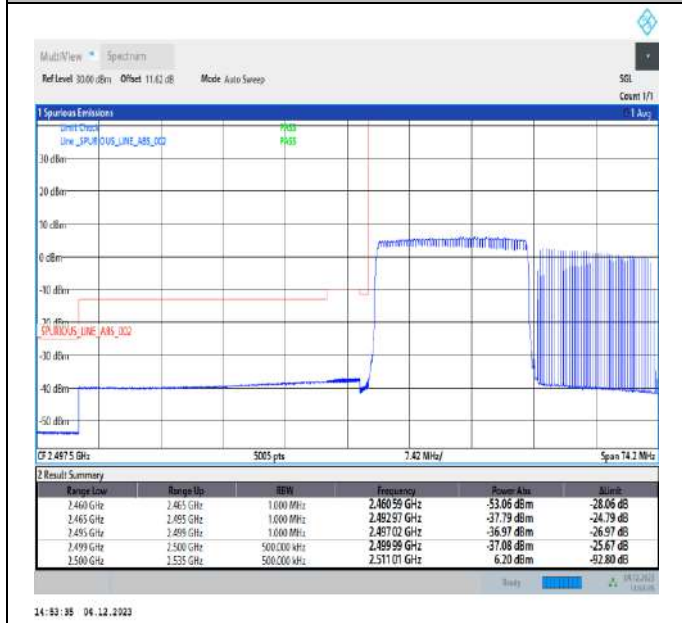 MultiView Spectrum
Ref Level 30.00 dBm Offset 11.62 dB Mode Auto Sweep SGL
Count 1/1
1 Spurious Emissions 1 Avg
Limit Check PASS
Line _SPURIOUS_LINE_ABS_002 PASS
30 dBm
20 dBm
10 dBm
0 dBm
-10 dBm
-20 dBm
_SPURIOUS_LINE_ABS_002
-30 dBm
-40 dBm
-50 dBm
CF 2.4975 GHz 5005 pts 7.42 MHz/ Span 74.2 MHz
2 Result Summary
Range Low Range Up RBW Frequency Power Abs ΔLimit
2.460 GHz 2.465 GHz 1.000 MHz 2.46059 GHz -53.06 dBm -28.06 dB
2.465 GHz 2.495 GHz 1.000 MHz 2.49297 GHz -37.79 dBm -24.79 dB
2.495 GHz 2.499 GHz 1.000 MHz 2.49702 GHz -36.97 dBm -26.97 dB
2.499 GHz 2.500 GHz 500.000 kHz 2.49999 GHz -37.08 dBm -25.67 dB
2.500 GHz 2.535 GHz 500.000 kHz 2.51101 GHz 6.20 dBm -92.80 dB
Ready
14:53:35 04.12.2023